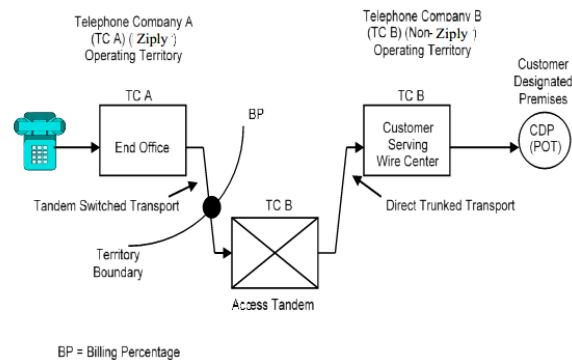 Telephone Company A
(TC A) ( Ziply )
Operating Territory
Telephone Company B
(TC B) (Non- Ziply )
Operating Territory
Customer
Designated
Premises
TC A
End Office
BP
TC B
Customer
Serving
Wire Center
CDP
(POT)
Tandem Switched Transport
TC B
Direct Trunked Transport
Territory
Boundary
Access Tandem
BP = Billing Percentage